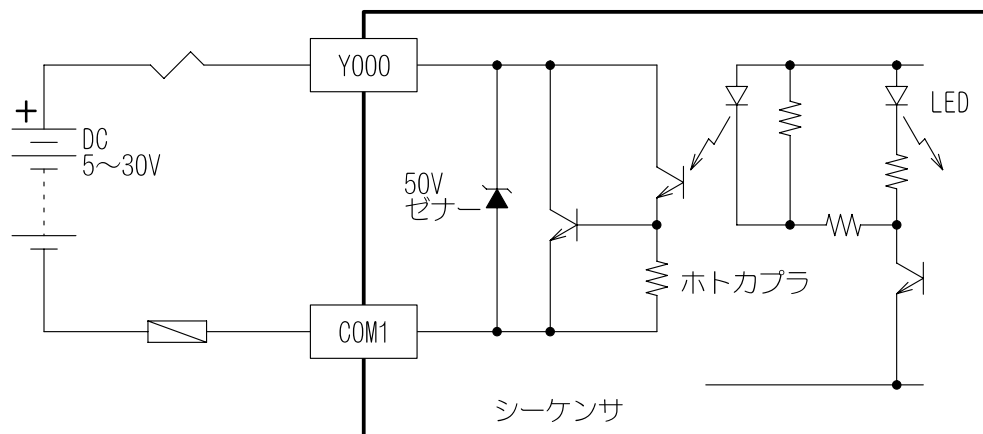 Y000
+
DC
5〜30V
LED
50V
ゼナー
ホトカプラ
COM1
シーケンサ